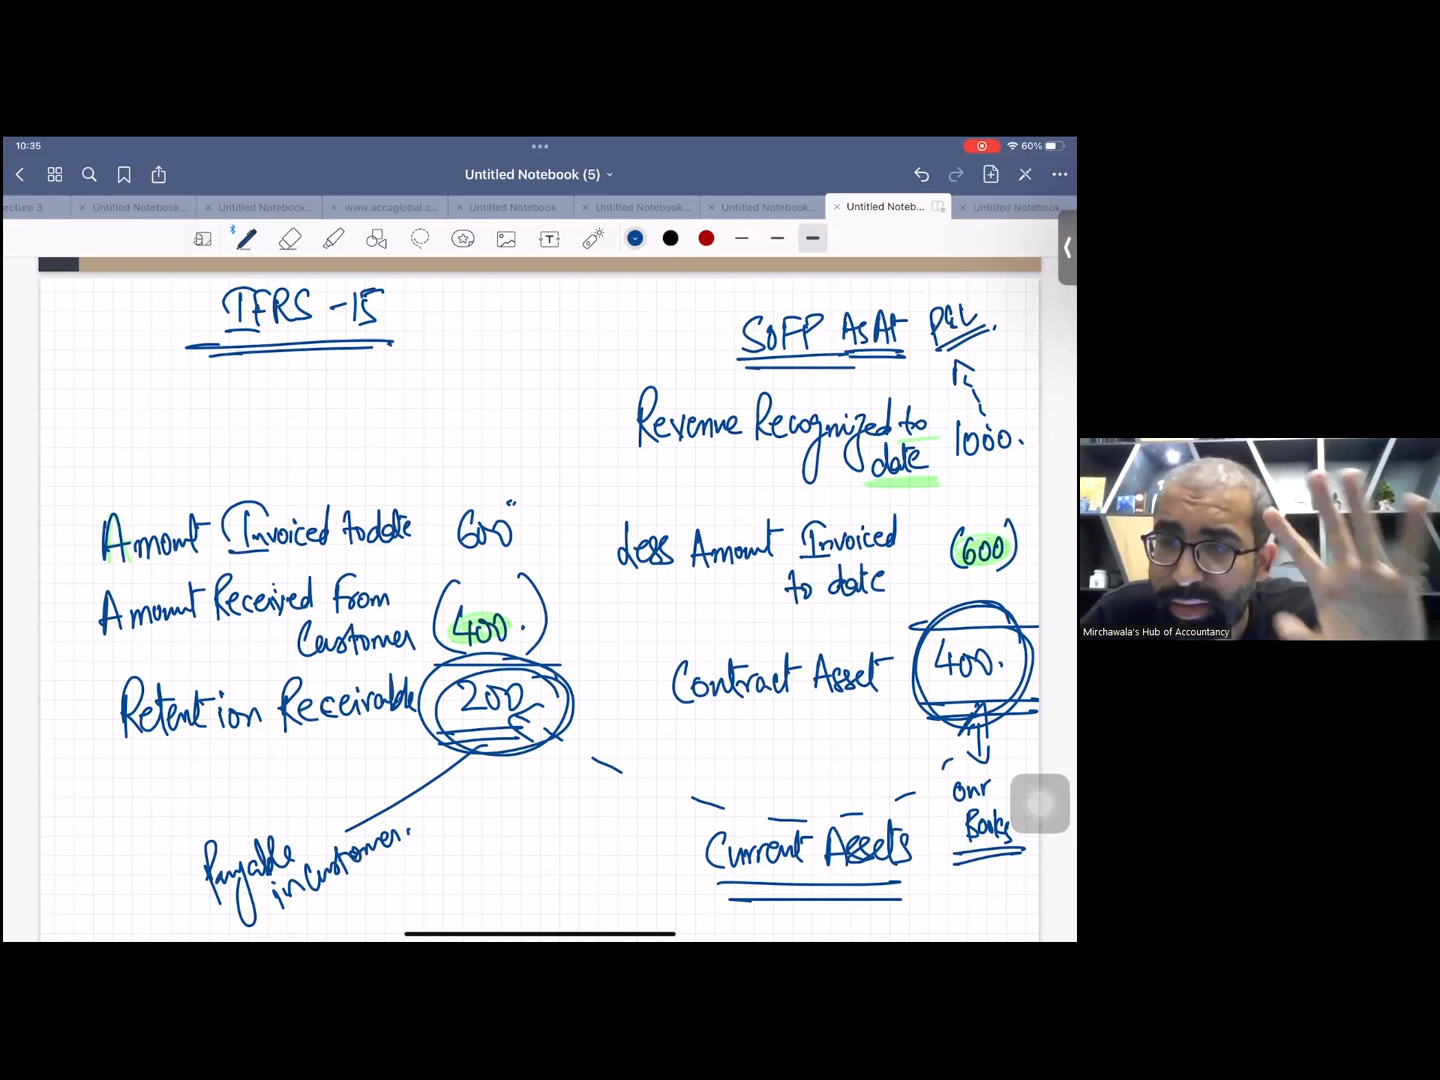 10:35
60%
Untitled Notebook (5)
ecture 3
Untitled Notebook...
Untitled Notebook...
www.accaglobal.c...
Untitled Notebook
Untitled Notebook...
Untitled Notebook...
Untitled Noteb...
Untitled Notebook
IFRS -15
SOFP As At P&L.
Revenue Recognized to date 1000.
Amount Invoiced to date 600
Less Amount Invoiced to date (600)
Amount Received From Customer (400.)
Contract Asset 400.
Retention Receivable 200
our Books
Current Assets
Payable in customer.
Mirchawala's Hub of Accountancy